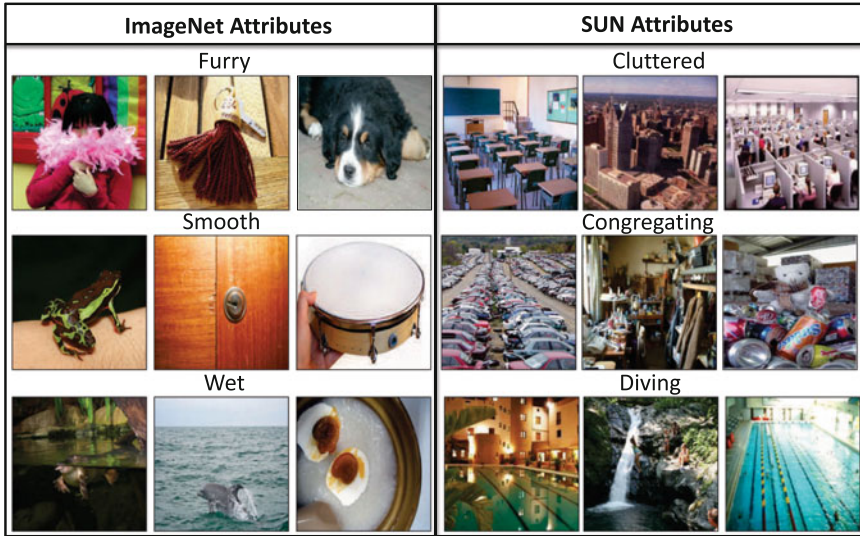 ImageNet Attributes
SUN Attributes
Furry
Cluttered
Smooth
Congregating
Wet
Diving